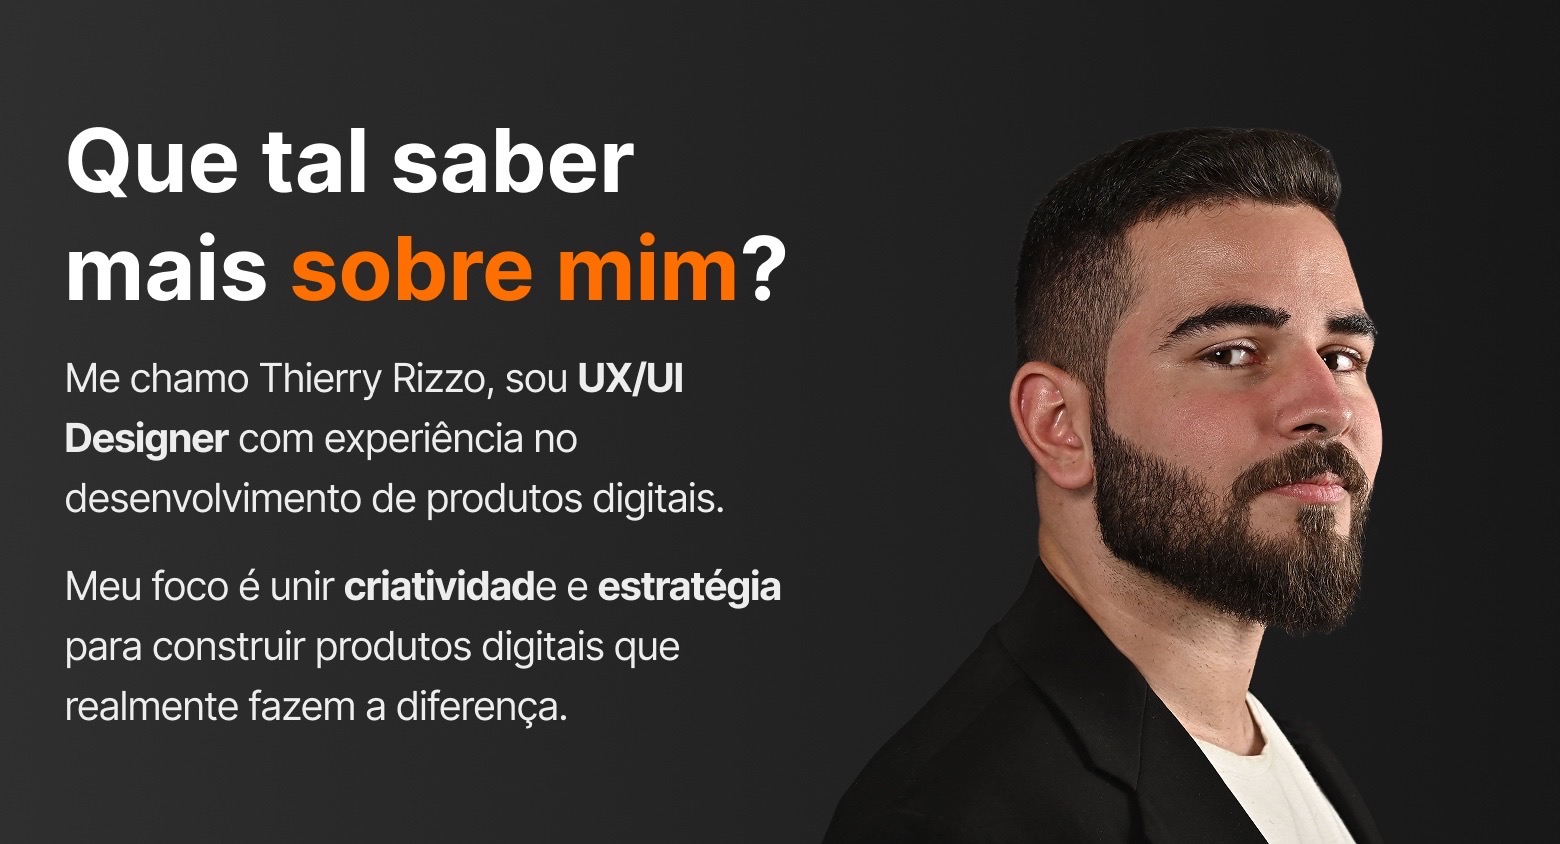 Que tal saber
mais sobre mim?
Me chamo Thierry Rizzo, sou UX/UI
Designer com experiência no
desenvolvimento de produtos digitais.
Meu foco é unir criatividade e estratégia
para construir produtos digitais que
realmente fazem a diferença.